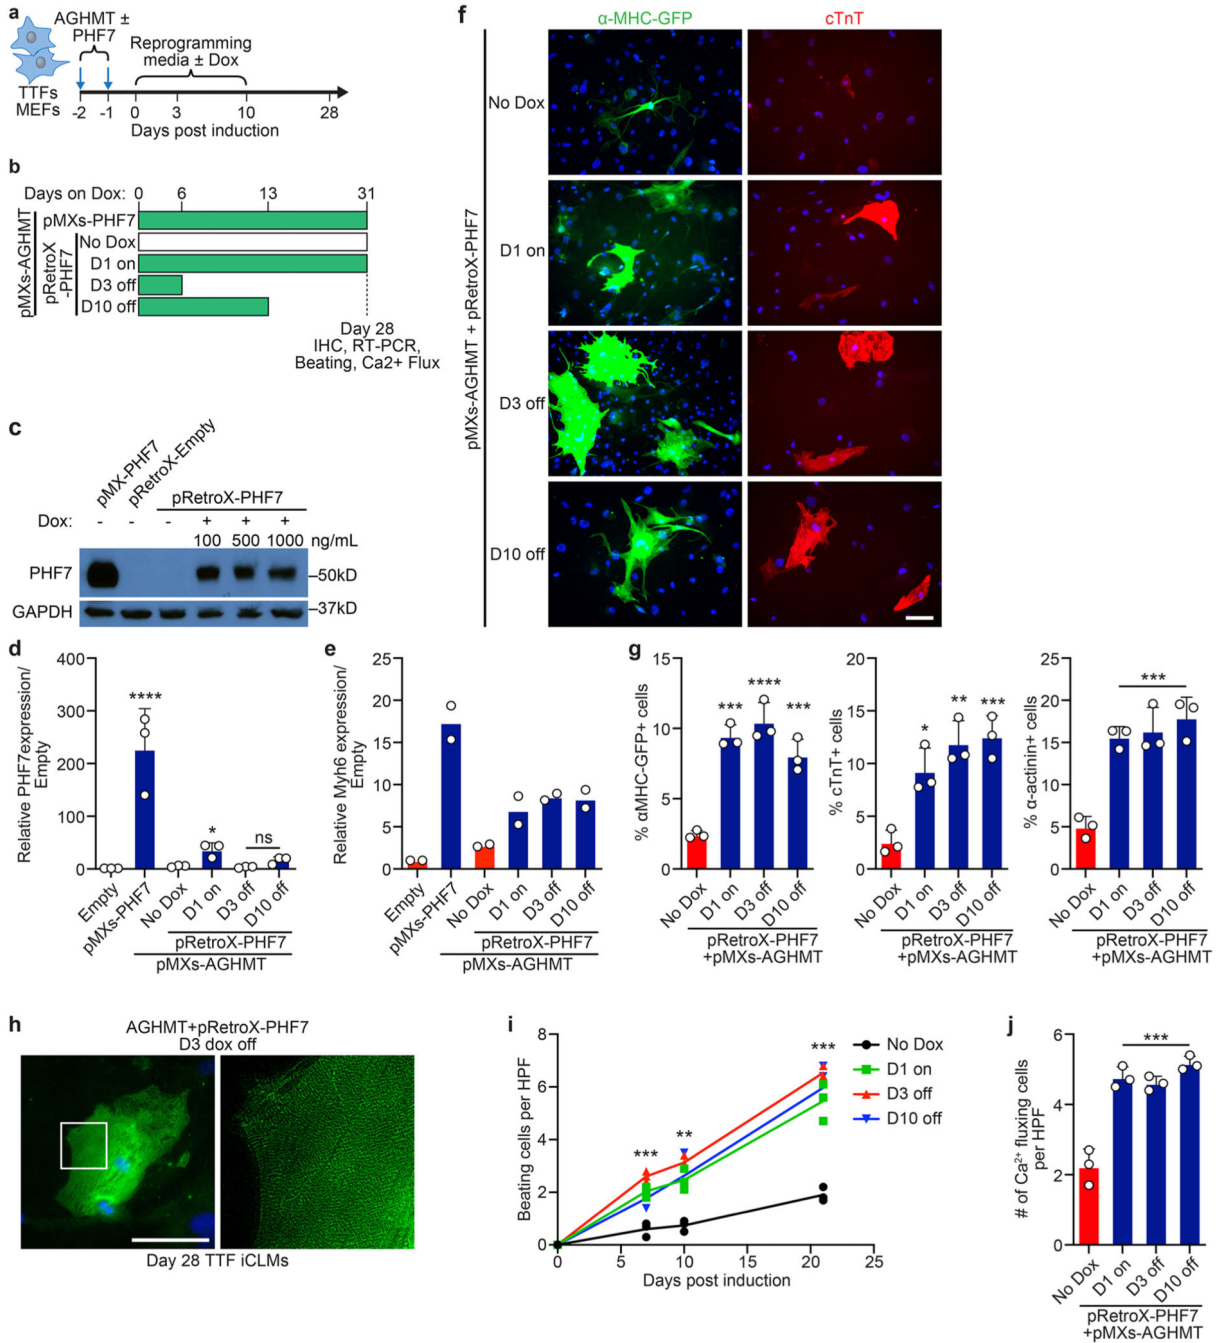 a
AGHMT ±
PHF7
Reprogramming
media ± Dox
TTFs
MEFs
-2 -1 0 3 10 28
Days post induction
b
Days on Dox: 0 6 13 31
pMXs-AGHMT
pRetroX
-PHF7
pMXs-PHF7
No Dox
D1 on
D3 off
D10 off
Day 28
IHC, RT-PCR,
Beating, Ca2+ Flux
c
pMX-PHF7
pRetroX-Empty
pRetroX-PHF7
Dox: - - - + + +
100 500 1000 ng/mL
PHF7
–50kD
GAPDH
–37kD
d
Relative PHF7expression/
Empty
400
300
200
100
0
****
*
ns
Empty
pMXs-PHF7
No Dox
D1 on
D3 off
D10 off
pRetroX-PHF7
pMXs-AGHMT
e
Relative Myh6 expression/
Empty
25
20
15
10
5
0
Empty
pMXs-PHF7
No Dox
D1 on
D3 off
D10 off
pRetroX-PHF7
pMXs-AGHMT
f
α-MHC-GFP cTnT
pMXs-AGHMT + pRetroX-PHF7
No Dox
D1 on
D3 off
D10 off
g
% αMHC-GFP+ cells
15
10
5
0
***
****
***
No Dox
D1 on
D3 off
D10 off
pRetroX-PHF7
+pMXs-AGHMT
% cTnT+ cells
20
15
10
5
0
*
**
***
No Dox
D1 on
D3 off
D10 off
pRetroX-PHF7
+pMXs-AGHMT
% α-actinin+ cells
25
20
15
10
5
0
***
No Dox
D1 on
D3 off
D10 off
pRetroX-PHF7
+pMXs-AGHMT
h
AGHMT+pRetroX-PHF7
D3 dox off
Day 28 TTF iCLMs
i
Beating cells per HPF
8
6
4
2
0
***
**
***
0 5 10 15 20 25
Days post induction
No Dox
D1 on
D3 off
D10 off
j
# of Ca²⁺ fluxing cells
per HPF
6
4
2
0
***
No Dox
D1 on
D3 off
D10 off
pRetroX-PHF7
+pMXs-AGHMT